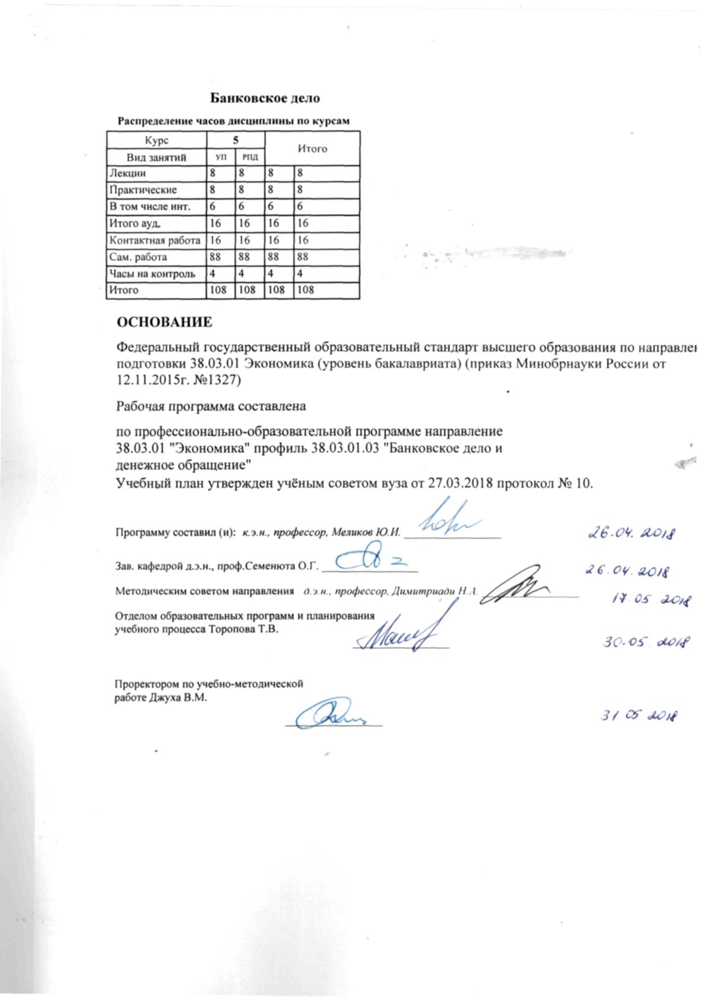 Банковское дело
Распределение часов дисциплины по курсам
Курс 5 Итого
Вид занятий УП РПД
Лекции 8 8 8 8
Практические 8 8 8 8
В том числе инт. 6 6 6 6
Итого ауд. 16 16 16 16
Контактная работа 16 16 16 16
Сам. работа 88 88 88 88
Часы на контроль 4 4 4 4
Итого 108 108 108 108
ОСНОВАНИЕ
Федеральный государственный образовательный стандарт высшего образования по направлен
подготовки 38.03.01 Экономика (уровень бакалавриата) (приказ Минобрнауки России от
12.11.2015г. №1327)
Рабочая программа составлена
по профессионально-образовательной программе направление
38.03.01 "Экономика" профиль 38.03.01.03 "Банковское дело и
денежное обращение"
Учебный план утвержден учёным советом вуза от 27.03.2018 протокол № 10.
Программу составил (и): к.э.н., профессор, Меликов Ю.И. 26.04.2018
Зав. кафедрой д.э.н., проф.Семенюта О.Г. 26.04.2018
Методическим советом направления д.э.н., профессор, Димитриади Н.А. 17.05 2018
Отделом образовательных программ и планирования
учебного процесса Торопова Т.В.
30.05.2018
Проректором по учебно-методической
работе Джуха В.М.
31 05 2018